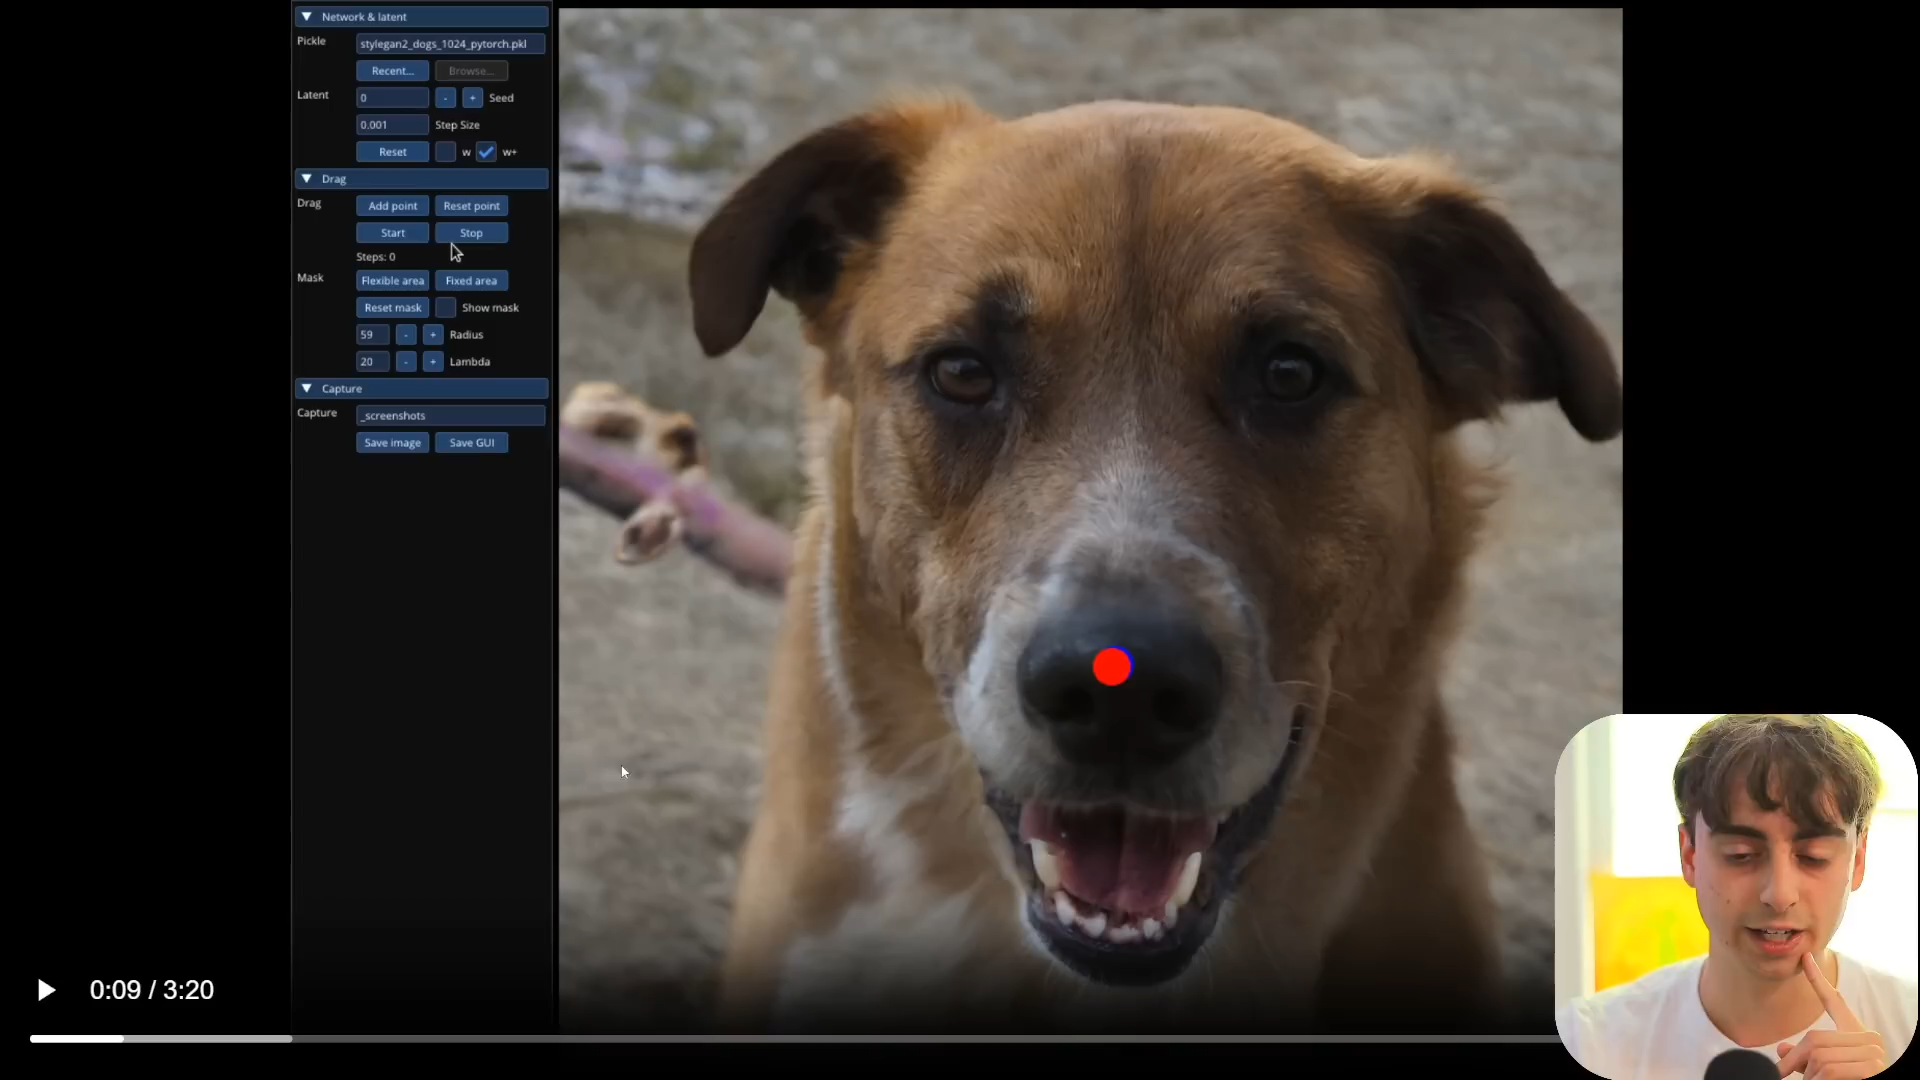 Network & latent
Pickle stylegan2_dogs_1024_pytorch.pkl
Recent... Browse...
Latent 0 - + Seed
0.001 Step Size
Reset w w+
Drag
Drag Add point Reset point
Start Stop
Steps: 0
Mask Flexible area Fixed area
Reset mask Show mask
59 - + Radius
20 - + Lambda
Capture
Capture _screenshots
Save image Save GUI
0:09 / 3:20